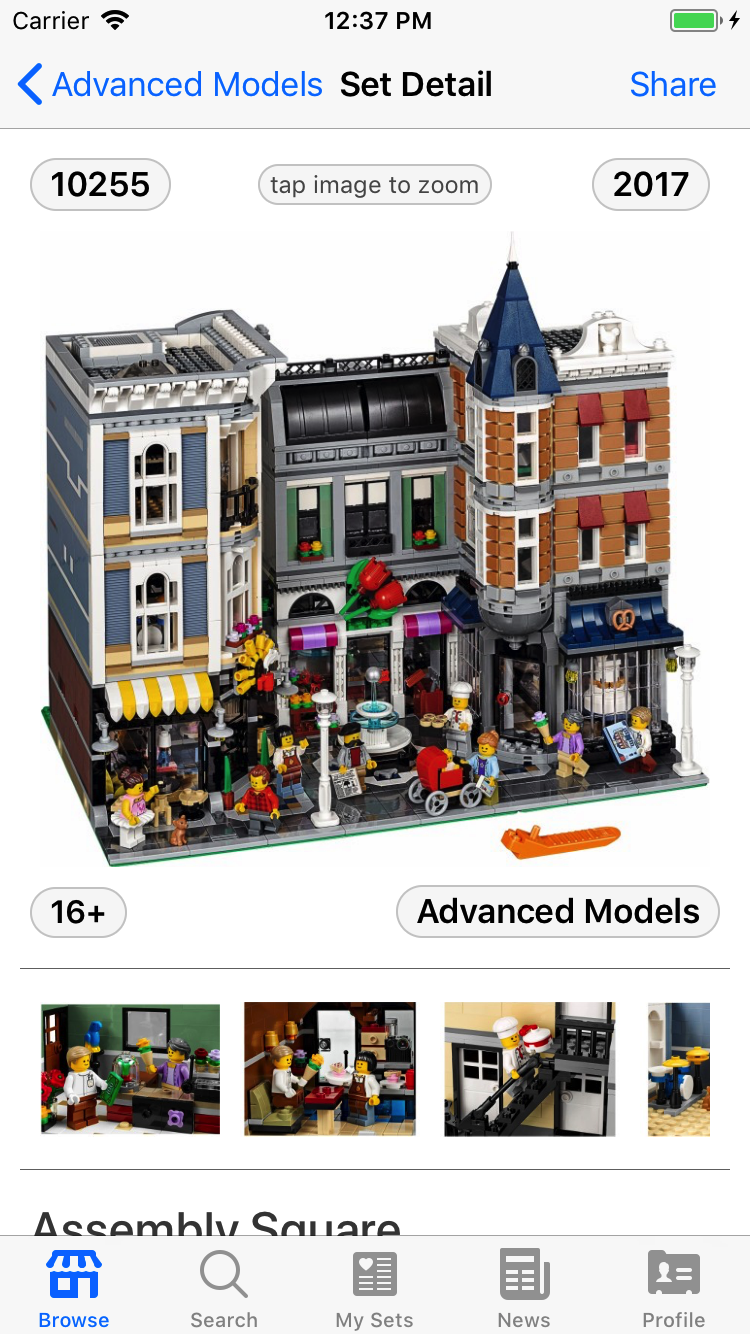 Carrier 12:37 PM
Advanced Models Set Detail Share
10255 tap image to zoom 2017
16+ Advanced Models
Assembly Square
Browse Search My Sets News Profile